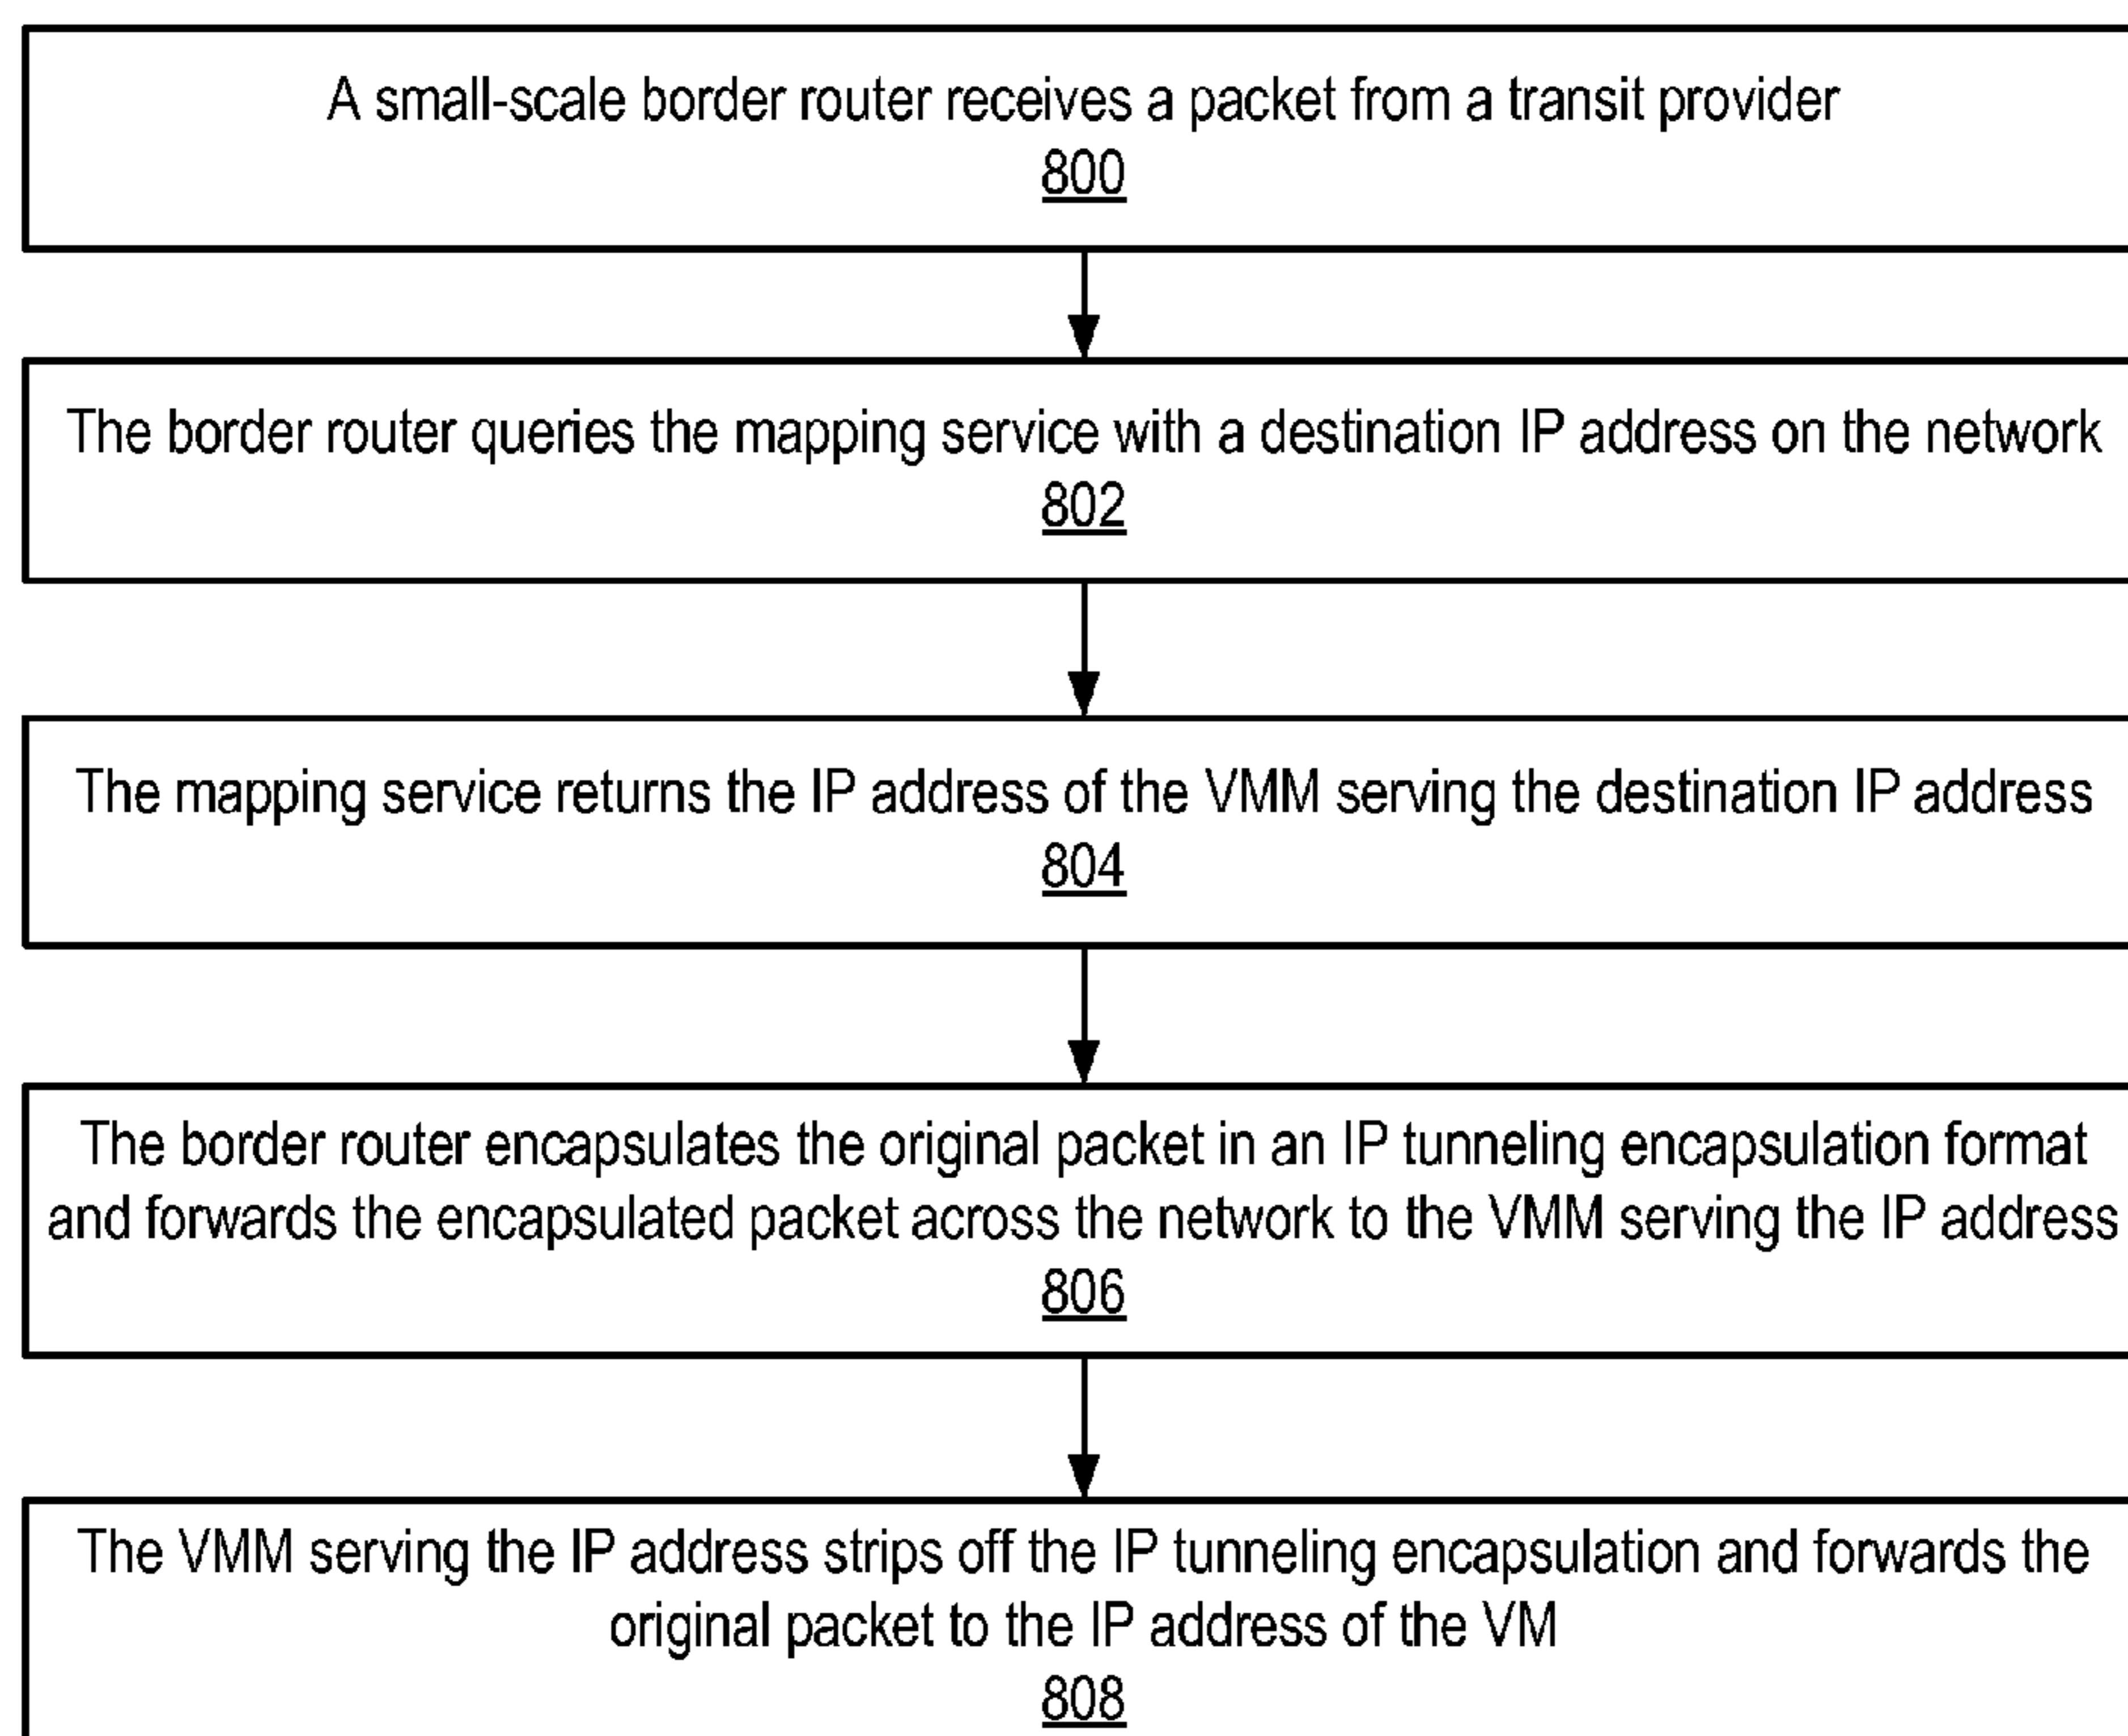 A small-scale border router receives a packet from a transit provider
800
The border router queries the mapping service with a destination IP address on the network
802
The mapping service returns the IP address of the VMM serving the destination IP address
804
The border router encapsulates the original packet in an IP tunneling encapsulation format
and forwards the encapsulated packet across the network to the VMM serving the IP address
806
The VMM serving the IP address strips off the IP tunneling encapsulation and forwards the
original packet to the IP address of the VM
808